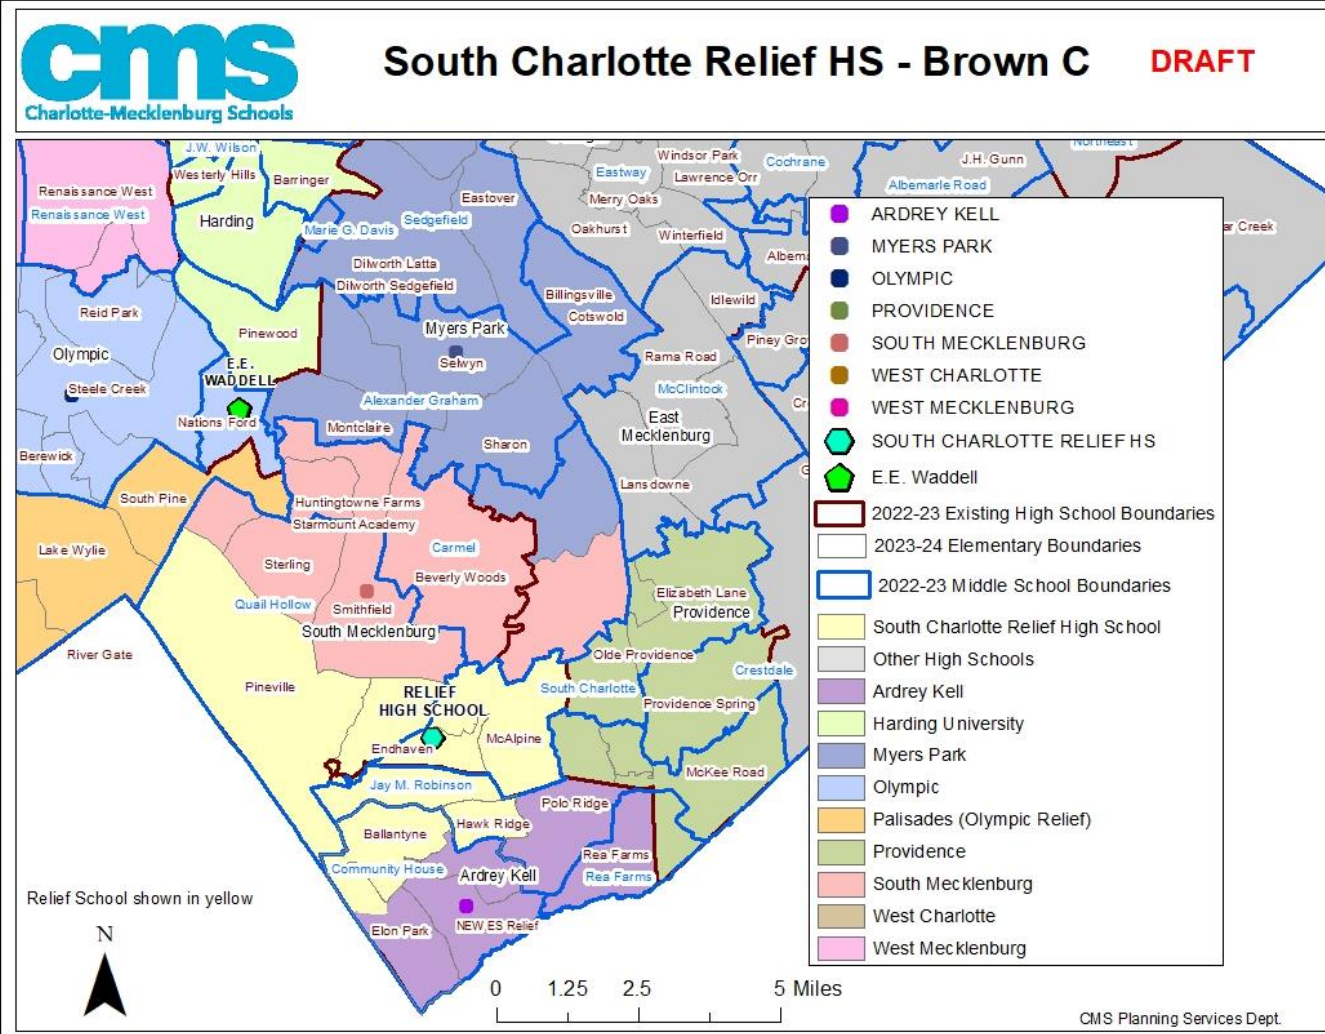 cms
Charlotte-Mecklenburg Schools
South Charlotte Relief HS - Brown C
DRAFT
J.W. Wilson
Westerly Hills
Barringer
Renaissance West
Renaissance West
Harding
Marie G. Davis
Sedgefield
Eastover
Dilworth Latta
Dilworth Sedgefield
Eastway
Windsor Park
Lawrence Orr
Merry Oaks
Oakhurst
Winterfield
Cochrane
J.H. Gunn
Albemarle Road
Northeast
ar Creek
Albem
Idlewild
Piney Gro
Billingsville
Cotswold
Reid Park
Pinewood
Olympic
Myers Park
Selwyn
E.E.
WADDELL
Steele Creek
Nations Ford
Alexander Graham
Montclaire
Sharon
Rama Road
McClintock
East
Mecklenburg
Cr
Lansdowne
G
Berewick
South Pine
Lake Wylie
Huntingtowne Farms
Starmount Academy
Carmel
Sterling
Beverly Woods
Quail Hollow
Smithfield
South Mecklenburg
Elizabeth Lane
Providence
Olde Providence
Crestdale
South Charlotte
Providence Spring
River Gate
Pineville
RELIEF
HIGH SCHOOL
Endhaven
McAlpine
McKee Road
Jay M. Robinson
Polo Ridge
Ballantyne
Hawk Ridge
Rea Farms
Rea Farms
Community House
Ardrey Kell
Elon Park
NEW ES Relief
ARDREY KELL
MYERS PARK
OLYMPIC
PROVIDENCE
SOUTH MECKLENBURG
WEST CHARLOTTE
WEST MECKLENBURG
SOUTH CHARLOTTE RELIEF HS
E.E. Waddell
2022-23 Existing High School Boundaries
2023-24 Elementary Boundaries
2022-23 Middle School Boundaries
South Charlotte Relief High School
Other High Schools
Ardrey Kell
Harding University
Myers Park
Olympic
Palisades (Olympic Relief)
Providence
South Mecklenburg
West Charlotte
West Mecklenburg
Relief School shown in yellow
N
0 1.25 2.5 5 Miles
CMS Planning Services Dept.